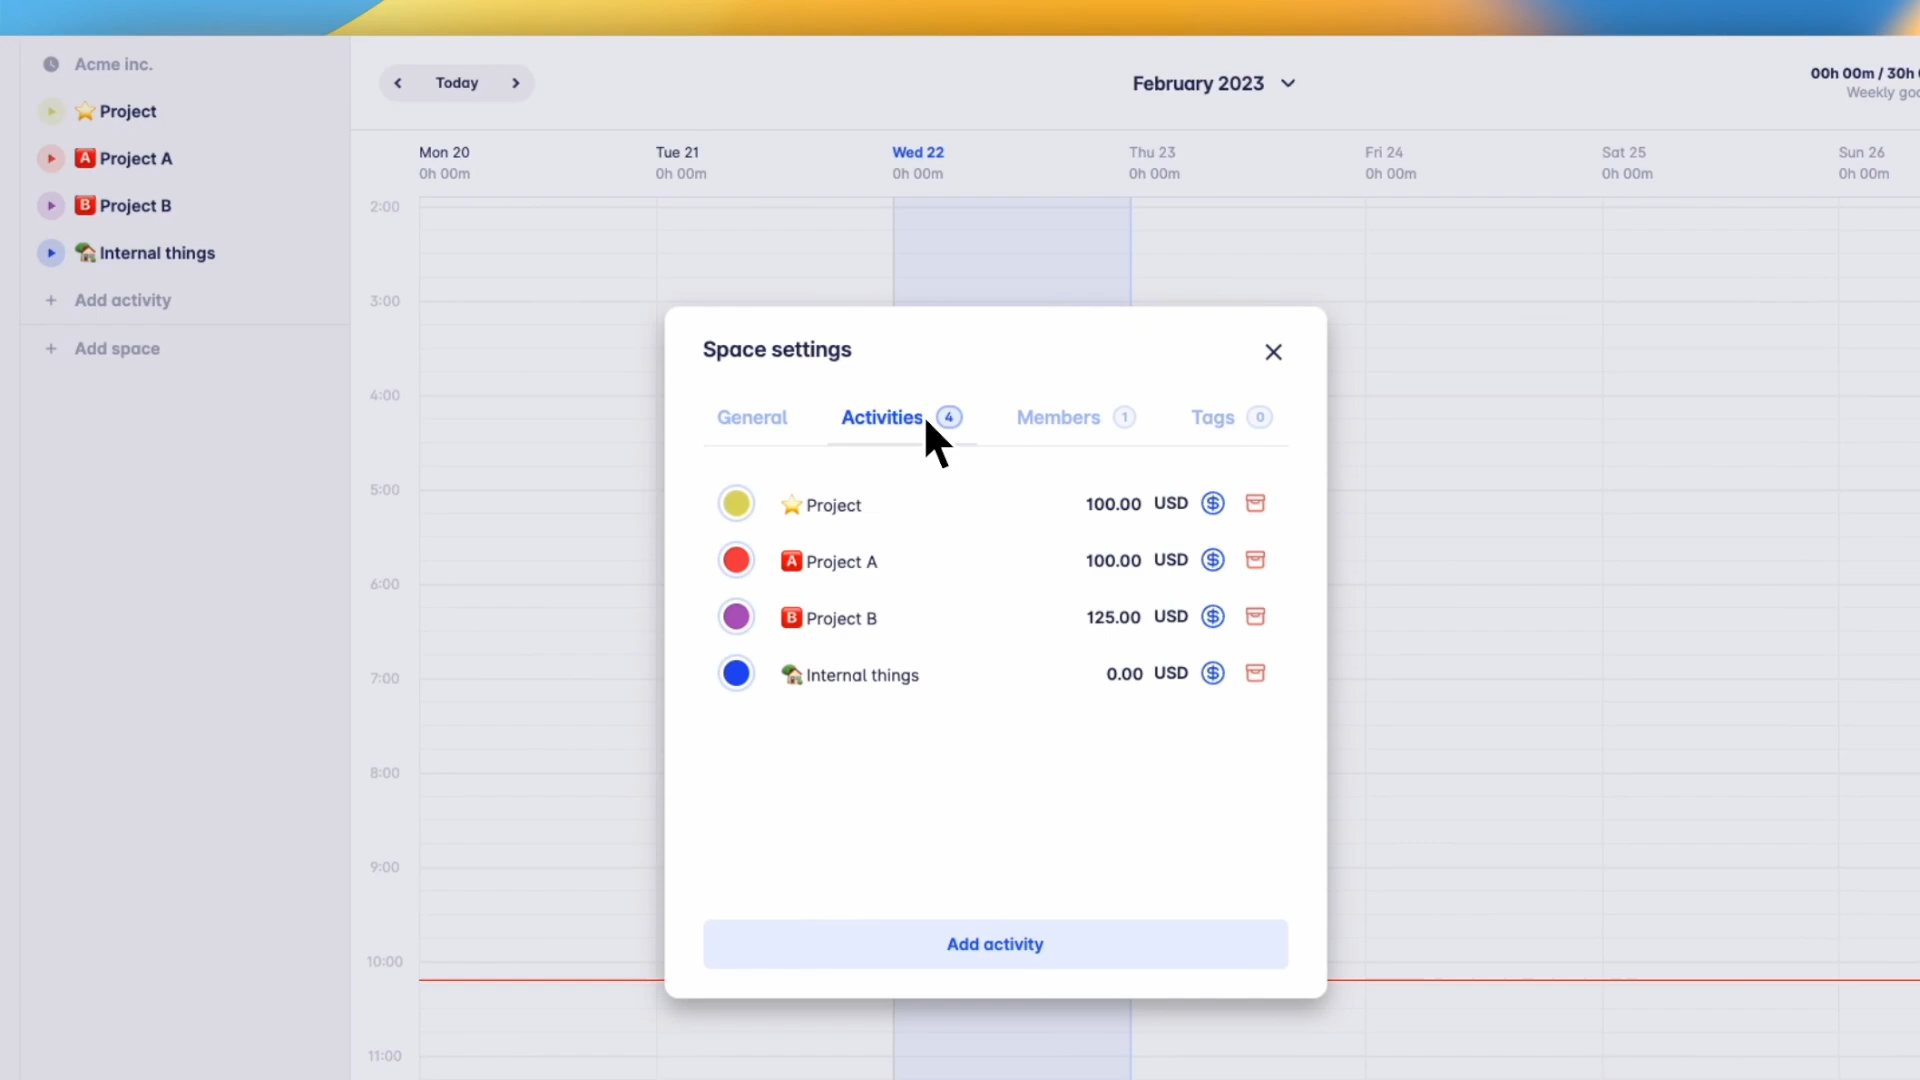 Acme inc.
⭐ Project
🅰 Project A
🅱 Project B
🏡 Internal things
+ Add activity
+ Add space
Today
February 2023
00h 00m / 30h
Weekly
Mon 20
0h 00m
Tue 21
0h 00m
Wed 22
0h 00m
Thu 23
0h 00m
Fri 24
0h 00m
Sat 25
0h 00m
Sun 26
0h 00m
2:00
3:00
4:00
5:00
6:00
7:00
8:00
9:00
10:00
11:00
Space settings
General
Activities 4
Members 1
Tags 0
⭐ Project 100.00 USD
🅰 Project A 100.00 USD
🅱 Project B 125.00 USD
🏡 Internal things 0.00 USD
Add activity